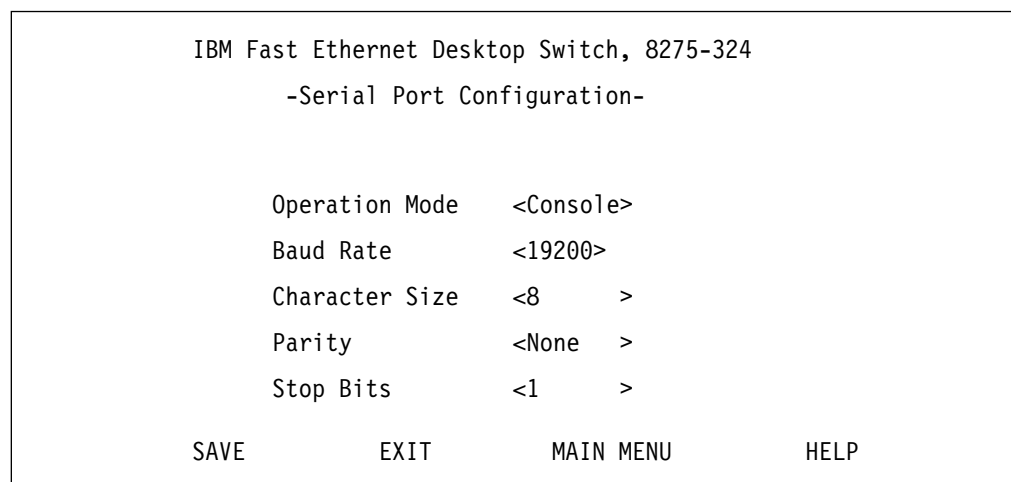 IBM Fast Ethernet Desktop Switch, 8275-324
-Serial Port Configuration-
Operation Mode <Console>
Baud Rate <19200>
Character Size <8 >
Parity <None >
Stop Bits <1 >
SAVE EXIT MAIN MENU HELP